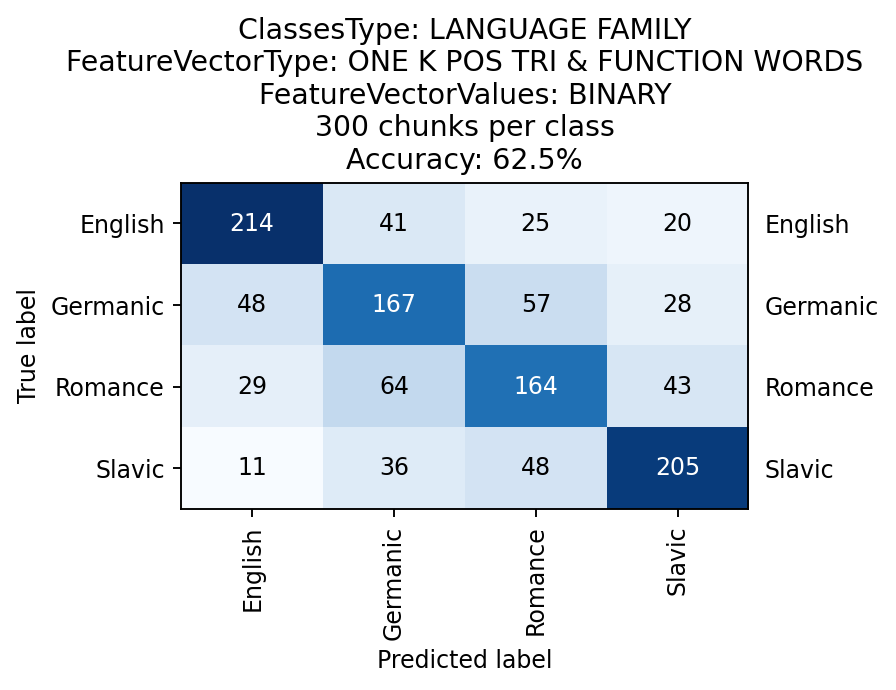 ClassesType: LANGUAGE FAMILY
FeatureVectorType: ONE K POS TRI & FUNCTION WORDS
FeatureVectorValues: BINARY
300 chunks per class
Accuracy: 62.5%
English 214 41 25 20 English
Germanic 48 167 57 28 Germanic
Romance 29 64 164 43 Romance
Slavic 11 36 48 205 Slavic
True label
English Germanic Romance Slavic
Predicted label